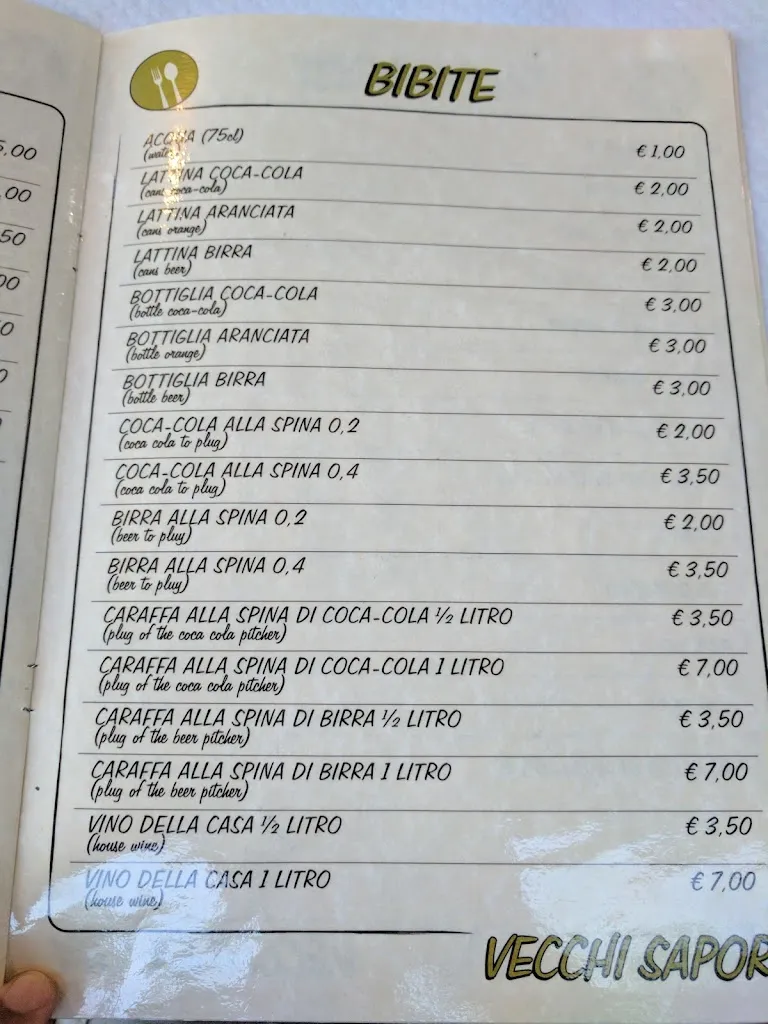 BIBITE
ACQUA (75cl) € 1,00
(water)
LATTINA COCA-COLA € 2,00
(cans coca-cola)
LATTINA ARANCIATA € 2,00
(cans orange)
LATTINA BIRRA € 2,00
(cans beer)
BOTTIGLIA COCA-COLA € 3,00
(bottle coca-cola)
BOTTIGLIA ARANCIATA € 3,00
(bottle orange)
BOTTIGLIA BIRRA € 3,00
(bottle beer)
COCA-COLA ALLA SPINA 0,2 € 2,00
(coca cola to plug)
COCA-COLA ALLA SPINA 0,4 € 3,50
(coca cola to plug)
BIRRA ALLA SPINA 0,2 € 2,00
(beer to pluy)
BIRRA ALLA SPINA 0,4 € 3,50
(beer to pluy)
CARAFFA ALLA SPINA DI COCA-COLA ½ LITRO € 3,50
(plug of the coca cola pitcher)
CARAFFA ALLA SPINA DI COCA-COLA 1 LITRO € 7,00
(plug of the coca cola pitcher)
CARAFFA ALLA SPINA DI BIRRA ½ LITRO € 3,50
(plug of the beer pitcher)
CARAFFA ALLA SPINA DI BIRRA 1 LITRO € 7,00
(plug of the beer pitcher)
VINO DELLA CASA ½ LITRO € 3,50
(house wine)
VINO DELLA CASA 1 LITRO € 7,00
(house wine)
VECCHI SAPOR